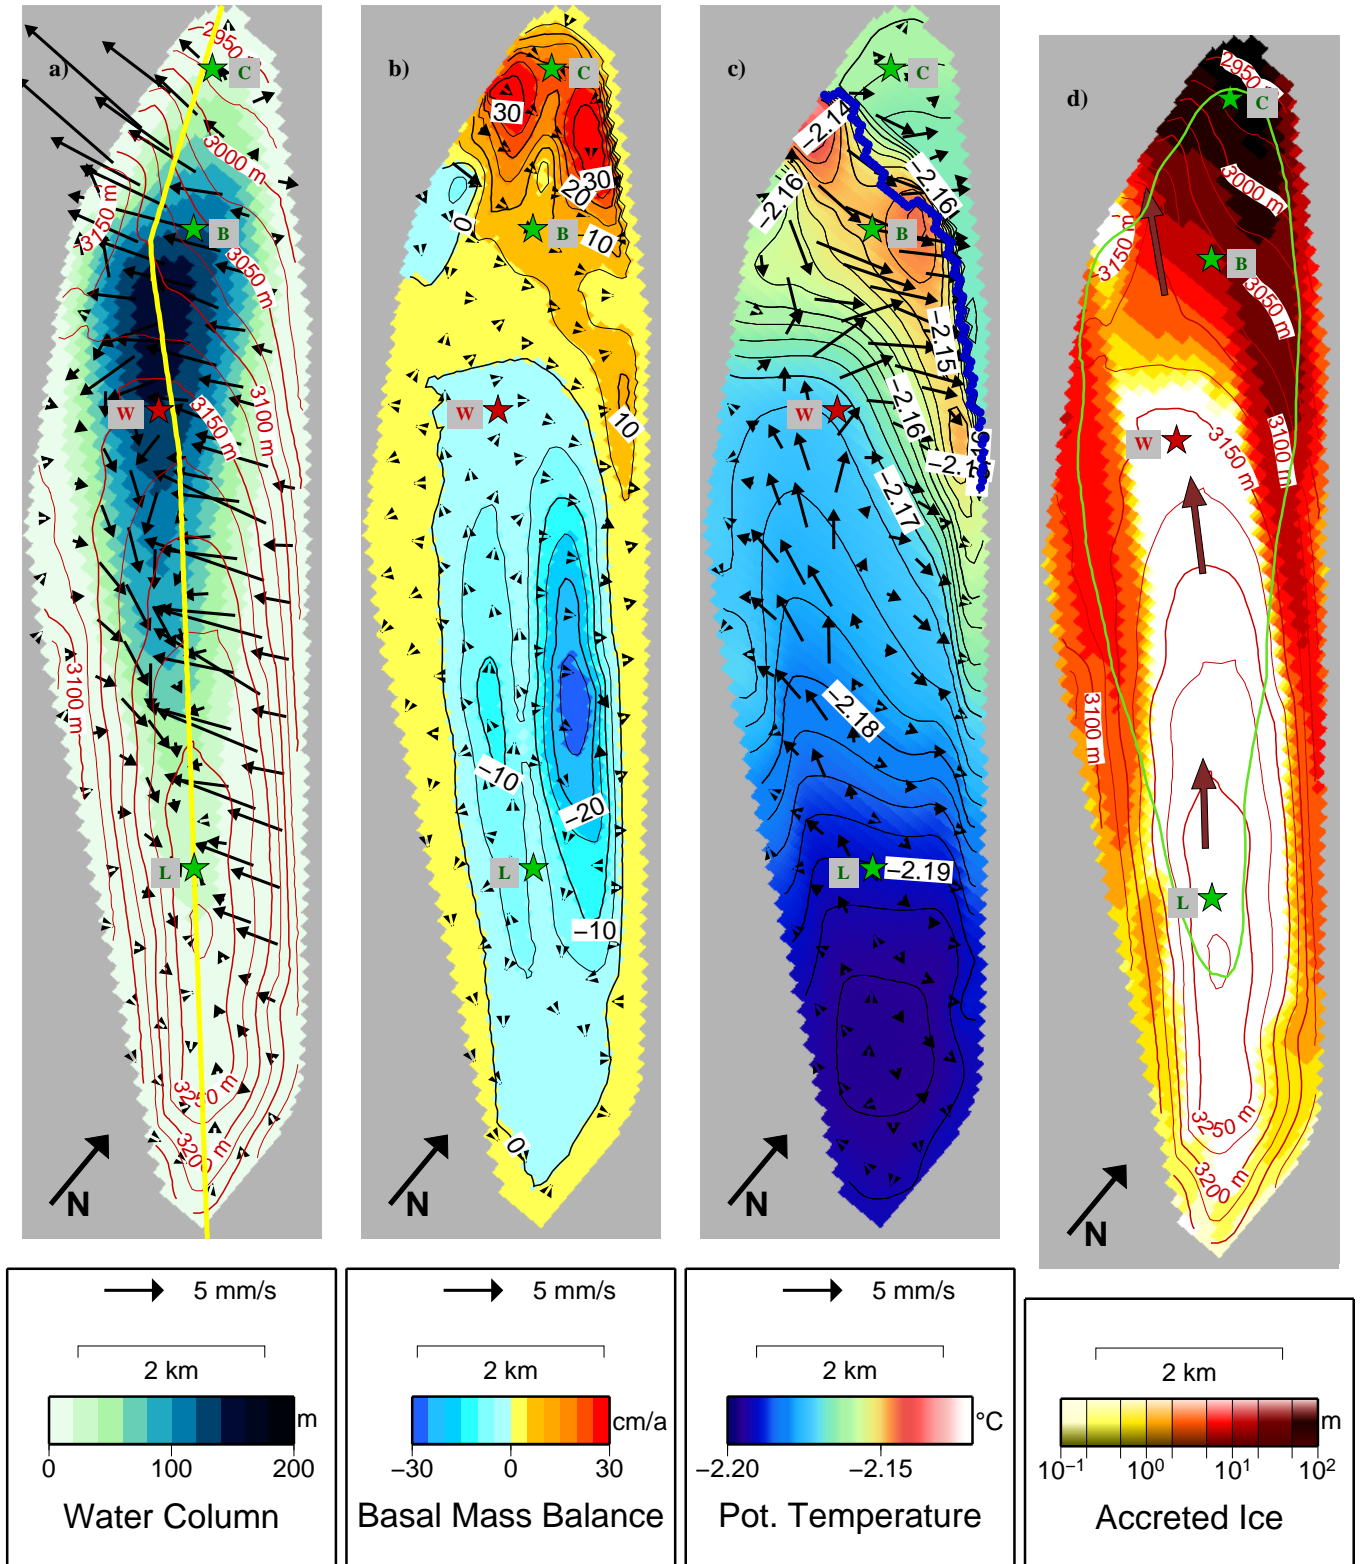 a)
2950 m
C
3000 m
3150 m
B
3050 m
W
3150 m
3100 m
3100 m
L
3250 m
3200 m
N
5 mm/s
2 km
m
0 100 200
Water Column
b)
C
30
30
20
0
B
10
W
10
−10
−20
L
−10
0
N
5 mm/s
2 km
cm/a
−30 0 30
Basal Mass Balance
c)
C
−2.14
−2.16
−2.16
B
−2.15
W
−2.16
−2.17
−2.18
L
−2.19
N
5 mm/s
2 km
°C
−2.20 −2.15
Pot. Temperature
d)
2950 m
C
3000 m
3150 m
B
3050 m
W
3150 m
3100 m
3100 m
L
3250 m
3200 m
N
2 km
m
10⁻¹ 10⁰ 10¹ 10²
Accreted Ice